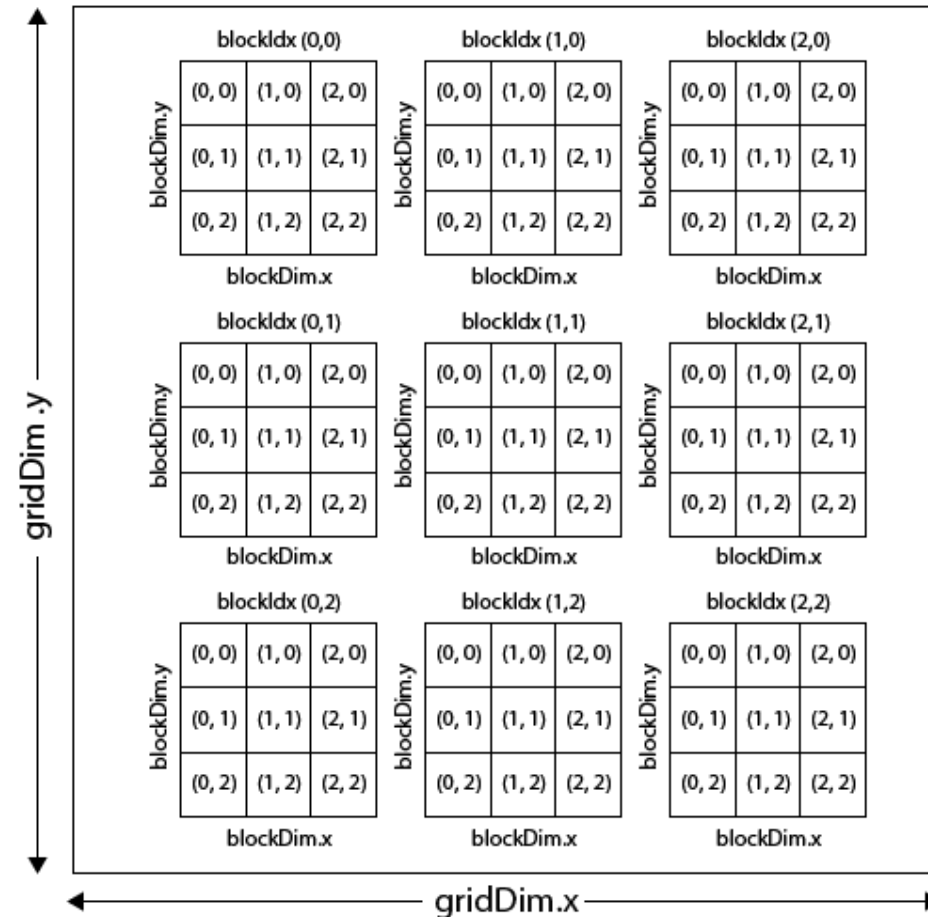 blockIdx (0,0) blockIdx (1,0) blockIdx (2,0)
blockDim.y (0, 0) (1, 0) (2, 0) blockDim.y (0, 0) (1, 0) (2, 0) blockDim.y (0, 0) (1, 0) (2, 0)
(0, 1) (1, 1) (2, 1) (0, 1) (1, 1) (2, 1) (0, 1) (1, 1) (2, 1)
(0, 2) (1, 2) (2, 2) (0, 2) (1, 2) (2, 2) (0, 2) (1, 2) (2, 2)
blockDim.x blockDim.x blockDim.x
blockIdx (0,1) blockIdx (1,1) blockIdx (2,1)
blockDim.y (0, 0) (1, 0) (2, 0) blockDim.y (0, 0) (1, 0) (2, 0) blockDim.y (0, 0) (1, 0) (2, 0)
(0, 1) (1, 1) (2, 1) (0, 1) (1, 1) (2, 1) (0, 1) (1, 1) (2, 1)
(0, 2) (1, 2) (2, 2) (0, 2) (1, 2) (2, 2) (0, 2) (1, 2) (2, 2)
blockDim.x blockDim.x blockDim.x
gridDim .y
blockIdx (0,2) blockIdx (1,2) blockIdx (2,2)
blockDim.y (0, 0) (1, 0) (2, 0) blockDim.y (0, 0) (1, 0) (2, 0) blockDim.y (0, 0) (1, 0) (2, 0)
(0, 1) (1, 1) (2, 1) (0, 1) (1, 1) (2, 1) (0, 1) (1, 1) (2, 1)
(0, 2) (1, 2) (2, 2) (0, 2) (1, 2) (2, 2) (0, 2) (1, 2) (2, 2)
blockDim.x blockDim.x blockDim.x
gridDim.x